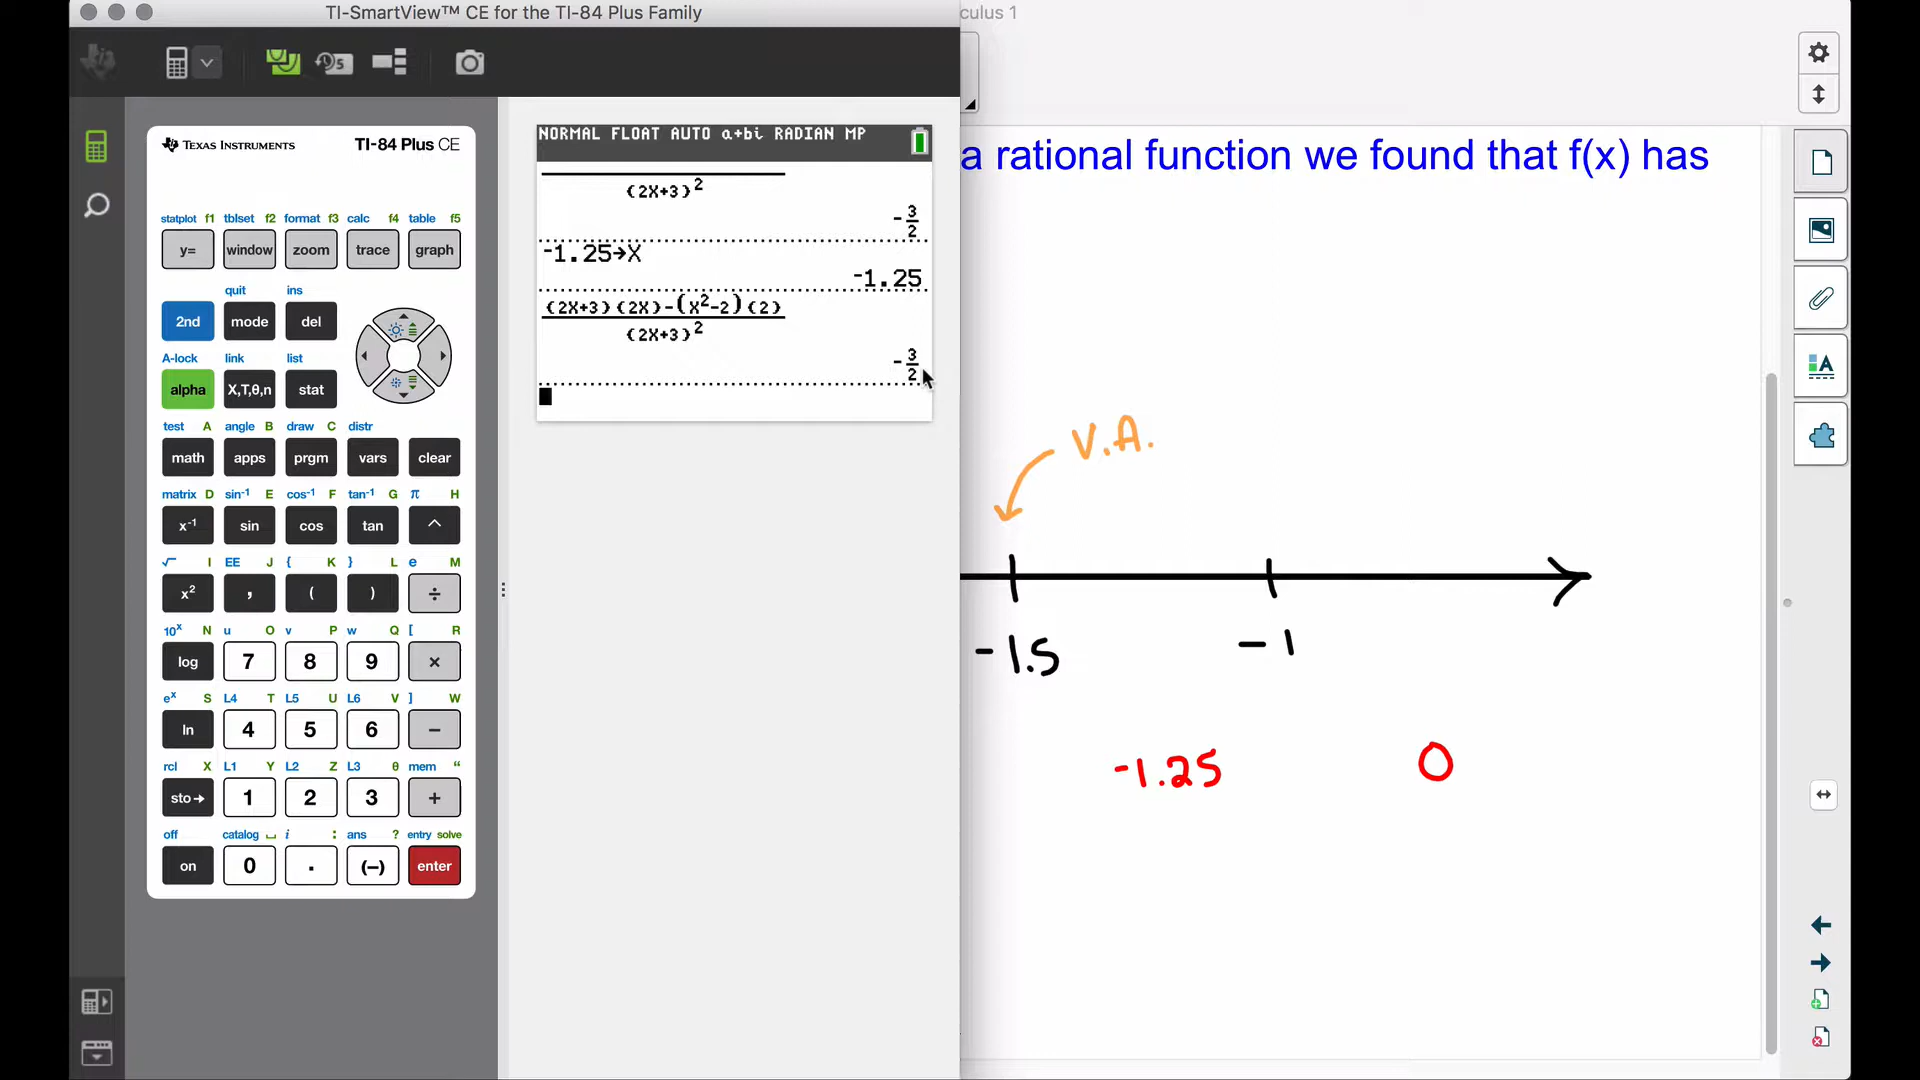 TI-SmartView™ CE for the TI-84 Plus Family
culus 1
TEXAS INSTRUMENTS TI-84 Plus CE
statplot f1 tblset f2 format f3 calc f4 table f5
y= window zoom trace graph
quit ins
2nd mode del
A-lock link list
alpha X,T,θ,n stat
test A angle B draw C distr
math apps prgm vars clear
matrix D sin⁻¹ E cos⁻¹ F tan⁻¹ G π H
x⁻¹ sin cos tan ^
√ I EE J { K } L e M
x² , ( ) ÷
10ˣ N u O v P w Q [ R
log 7 8 9 ×
eˣ S L4 T L5 U L6 V ] W
ln 4 5 6 −
rcl X L1 Y L2 Z L3 θ mem “
sto→ 1 2 3 +
off catalog i : ans ? entry solve
on 0 . (−) enter
NORMAL FLOAT AUTO a+bi RADIAN MP
(2X+3)²
-3/2
-1.25→X
-1.25
(2X+3)(2X)-(X²-2)(2)
(2X+3)²
-3/2
a rational function we found that f(x) has
V.A.
-1.5 -1
-1.25 0